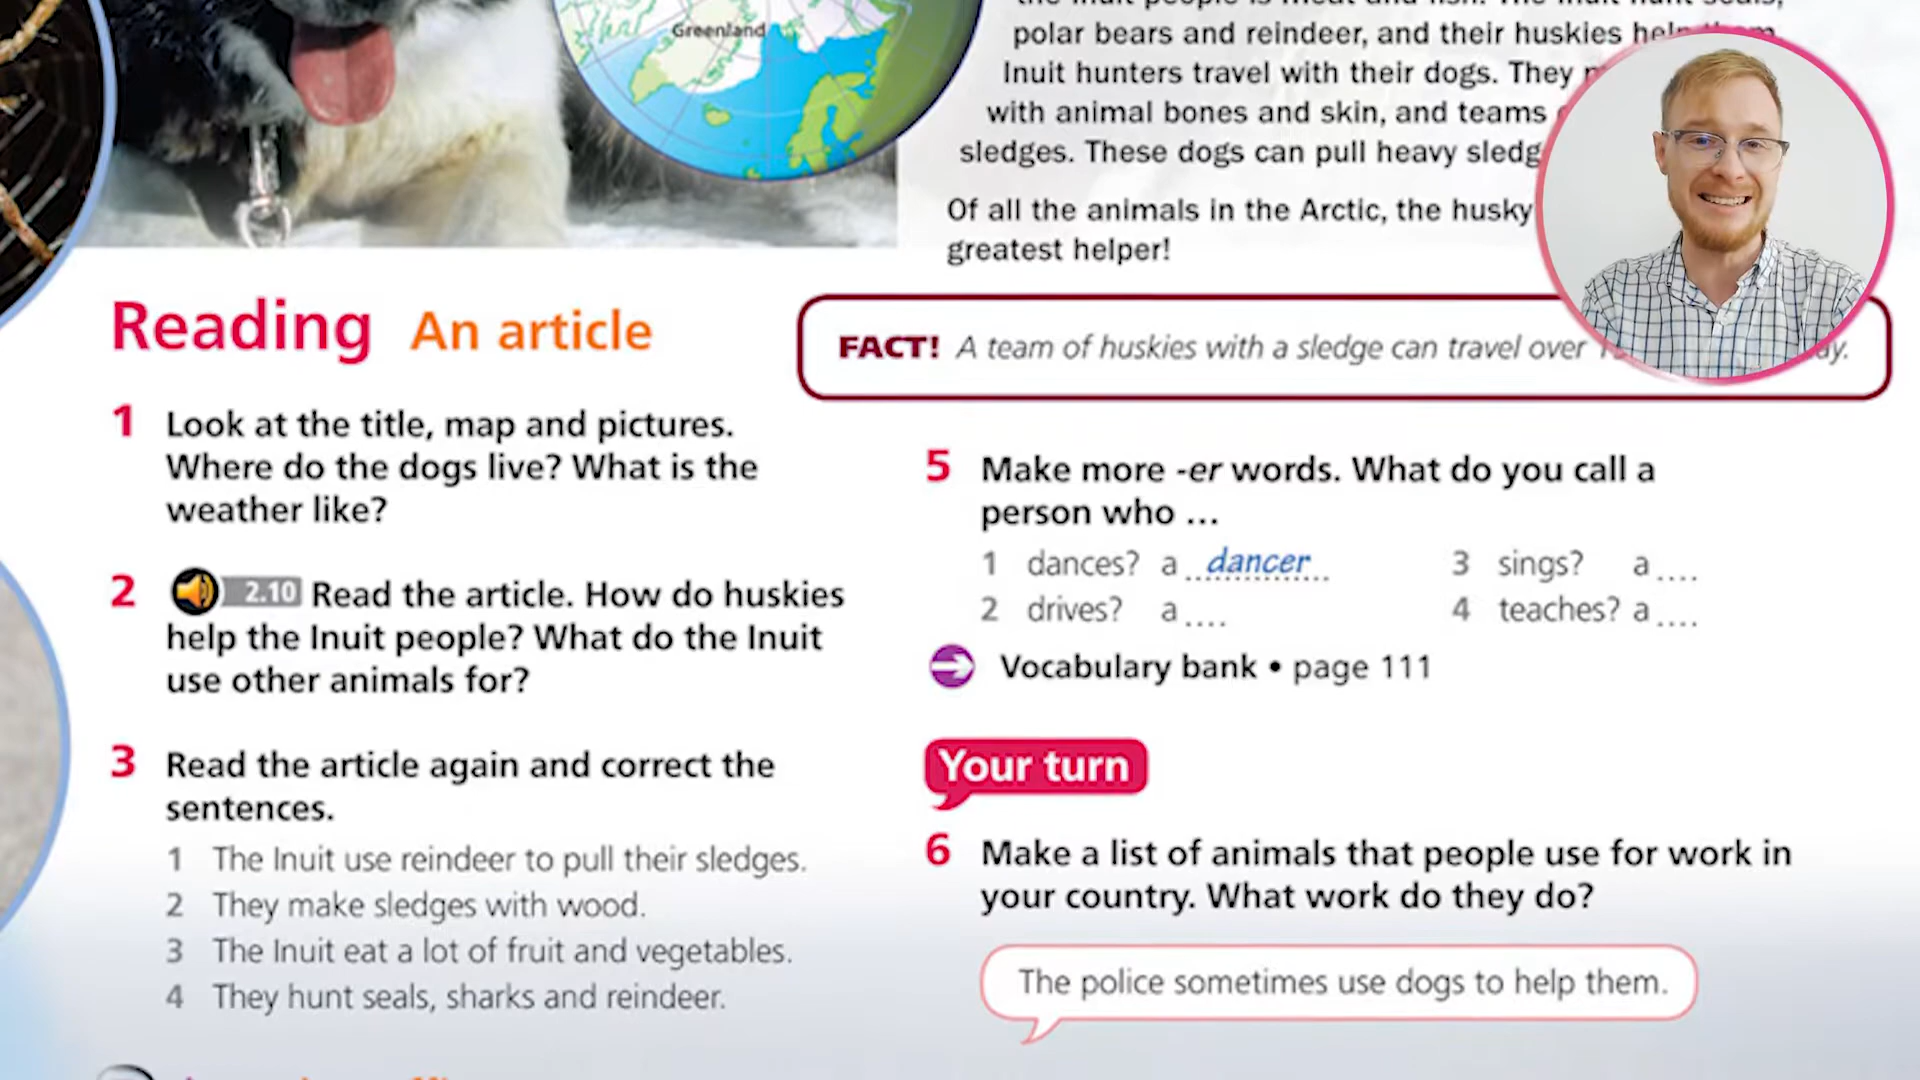 Greenland
polar bears and reindeer, and their huskies
Inuit hunters travel with their dogs. They
with animal bones and skin, and teams
sledges. These dogs can pull heavy
Of all the animals in the Arctic, the husky
greatest helper!
FACT! A team of huskies with a sledge can travel over
Reading An article
1 Look at the title, map and pictures.
Where do the dogs live? What is the
weather like?
2 2.10 Read the article. How do huskies
help the Inuit people? What do the Inuit
use other animals for?
3 Read the article again and correct the
sentences.
1 The Inuit use reindeer to pull their sledges.
2 They make sledges with wood.
3 The Inuit eat a lot of fruit and vegetables.
4 They hunt seals, sharks and reindeer.
5 Make more -er words. What do you call a
person who ...
1 dances? a dancer
2 drives? a ....
3 sings? a ....
4 teaches? a ....
Vocabulary bank • page 111
Your turn
6 Make a list of animals that people use for work in
your country. What work do they do?
The police sometimes use dogs to help them.